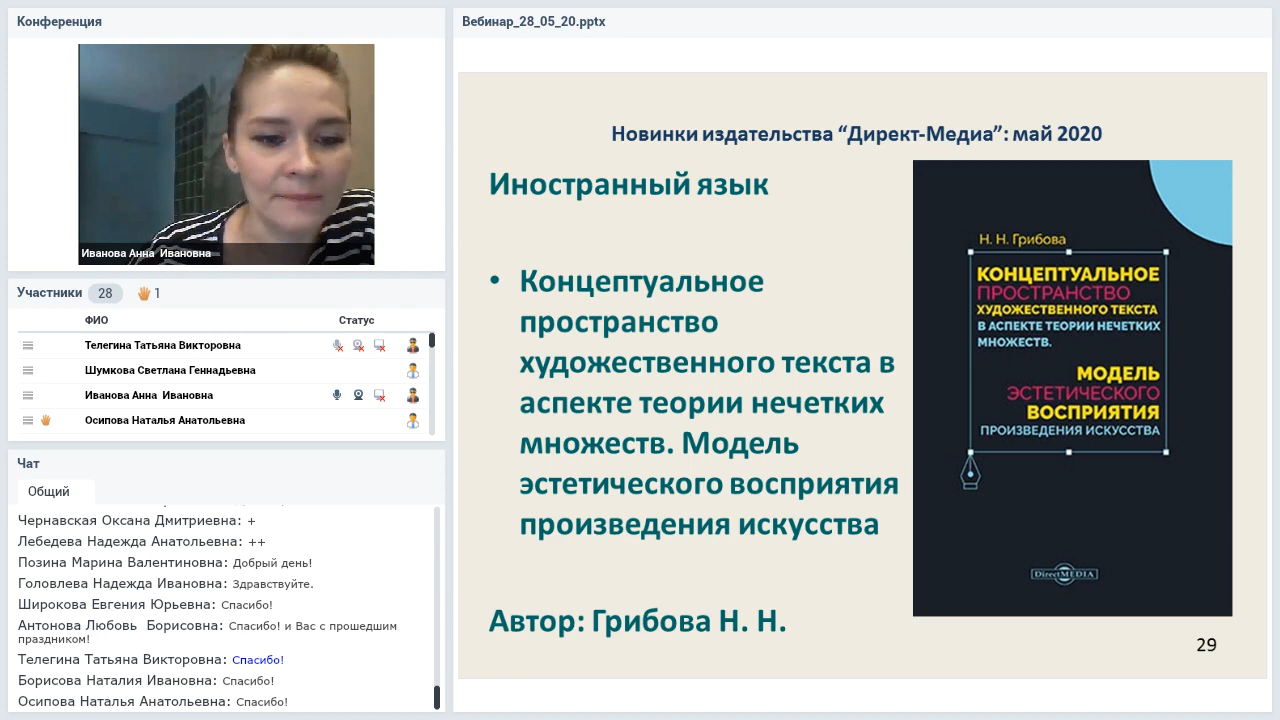 Конференция
Иванова Анна  Ивановна
Участники 28 1
ФИО Статус
Телегина Татьяна Викторовна
Шумкова Светлана Геннадьевна
Иванова Анна  Ивановна
Осипова Наталья Анатольевна
Чат
Общий
Чернавская Оксана Дмитриевна: +
Лебедева Надежда Анатольевна: ++
Позина Марина Валентиновна: Добрый день!
Головлева Надежда Ивановна: Здравствуйте.
Широкова Евгения Юрьевна: Спасибо!
Антонова Любовь  Борисовна: Спасибо! и Вас с прошедшим
праздником!
Телегина Татьяна Викторовна: Спасибо!
Борисова Наталия Ивановна: Спасибо!
Осипова Наталья Анатольевна: Спасибо!
Вебинар_28_05_20.pptx
Новинки издательства “Директ-Медиа”: май 2020
Иностранный язык
• Концептуальное
пространство
художественного текста в
аспекте теории нечетких
множеств. Модель
эстетического восприятия
произведения искусства
Автор: Грибова Н. Н.
Н. Н. Грибова
КОНЦЕПТУАЛЬНОЕ
ПРОСТРАНСТВО
ХУДОЖЕСТВЕННОГО ТЕКСТА
В АСПЕКТЕ ТЕОРИИ НЕЧЕТКИХ
МНОЖЕСТВ.
МОДЕЛЬ
ЭСТЕТИЧЕСКОГО
ВОСПРИЯТИЯ
ПРОИЗВЕДЕНИЯ ИСКУССТВА
DirectMEDIA
29